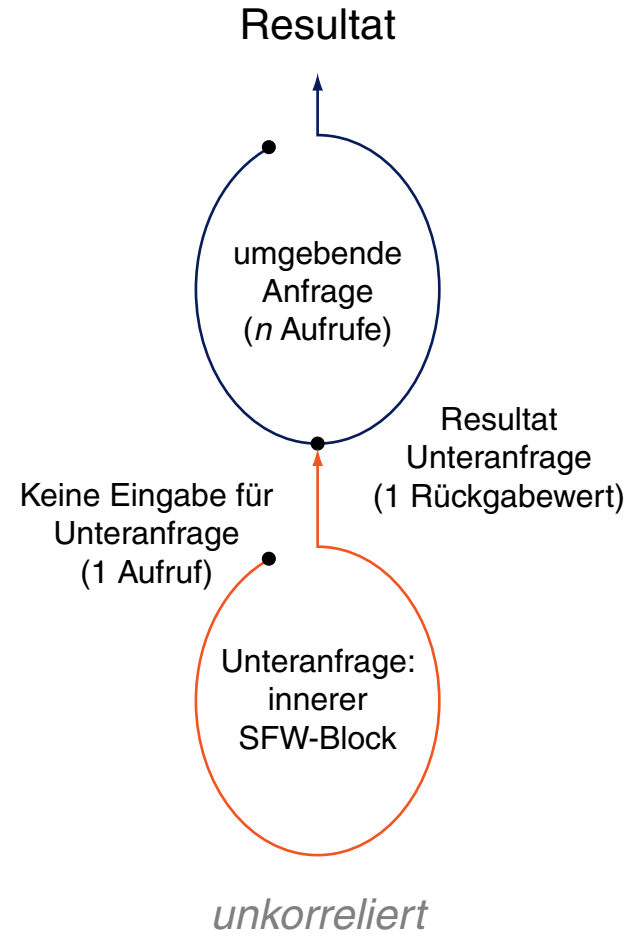 Resultat
umgebende
Anfrage
(n Aufrufe)
Resultat
Unteranfrage
(1 Rückgabewert)
Keine Eingabe für
Unteranfrage
(1 Aufruf)
Unteranfrage:
innerer
SFW-Block
unkorreliert